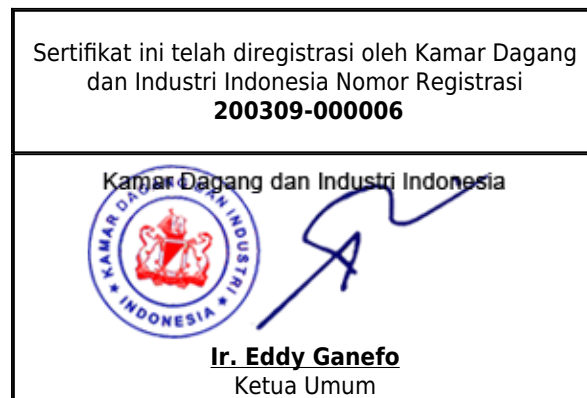 Sertifikat ini telah diregistrasi oleh Kamar Dagang
dan Industri Indonesia Nomor Registrasi
200309-000006
Kamar Dagang dan Industri Indonesia
KAMAR DAGANG DAN INDUSTRI
INDONESIA
Ir. Eddy Ganefo
Ketua Umum